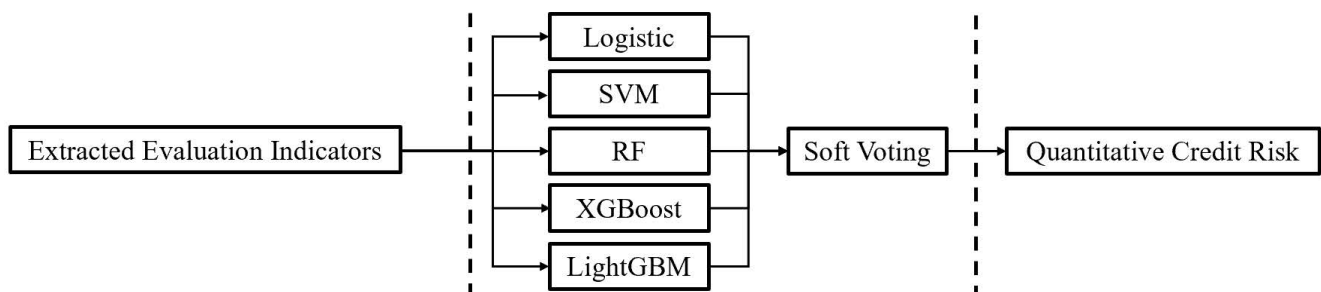 Extracted Evaluation Indicators
Logistic
SVM
RF
XGBoost
LightGBM
Soft Voting
Quantitative Credit Risk